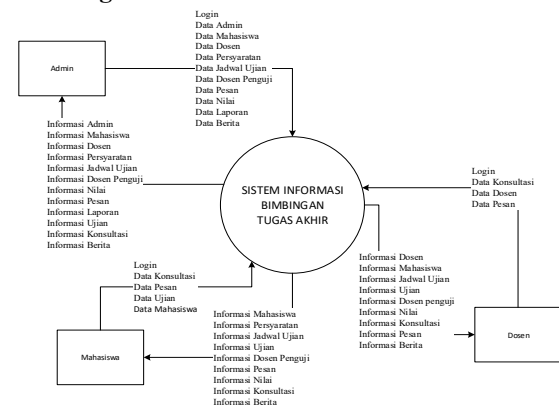 Login
Data Admin
Data Mahasiswa
Data Dosen
Data Persyaratan
Data Jadwal Ujian
Data Dosen Penguji
Data Pesan
Data Nilai
Data Laporan
Data Berita
Admin
Informasi Admin
Informasi Mahasiswa
Informasi Dosen
Informasi Persyaratan
Informasi Jadwal Ujian
Informasi Dosen Penguji
Informasi Nilai
Informasi Pesan
Informasi Laporan
Informasi Ujian
Informasi Konsultasi
Informasi Berita
SISTEM INFORMASI
BIMBINGAN
TUGAS AKHIR
Login
Data Konsultasi
Data Dosen
Data Pesan
Login
Data Konsultasi
Data Pesan
Data Ujian
Data Mahasiswa
Informasi Dosen
Informasi Mahasiswa
Informasi Jadwal Ujian
Informasi Ujian
Informasi Dosen penguji
Informasi Nilai
Informasi Konsultasi
Informasi Pesan
Informasi Berita
Dosen
Mahasiswa
Informasi Mahasiswa
Informasi Persyaratan
Informasi Jadwal Ujian
Informasi Ujian
Informasi Dosen Penguji
Informasi Pesan
Informasi Nilai
Informasi Konsultasi
Informasi Berita